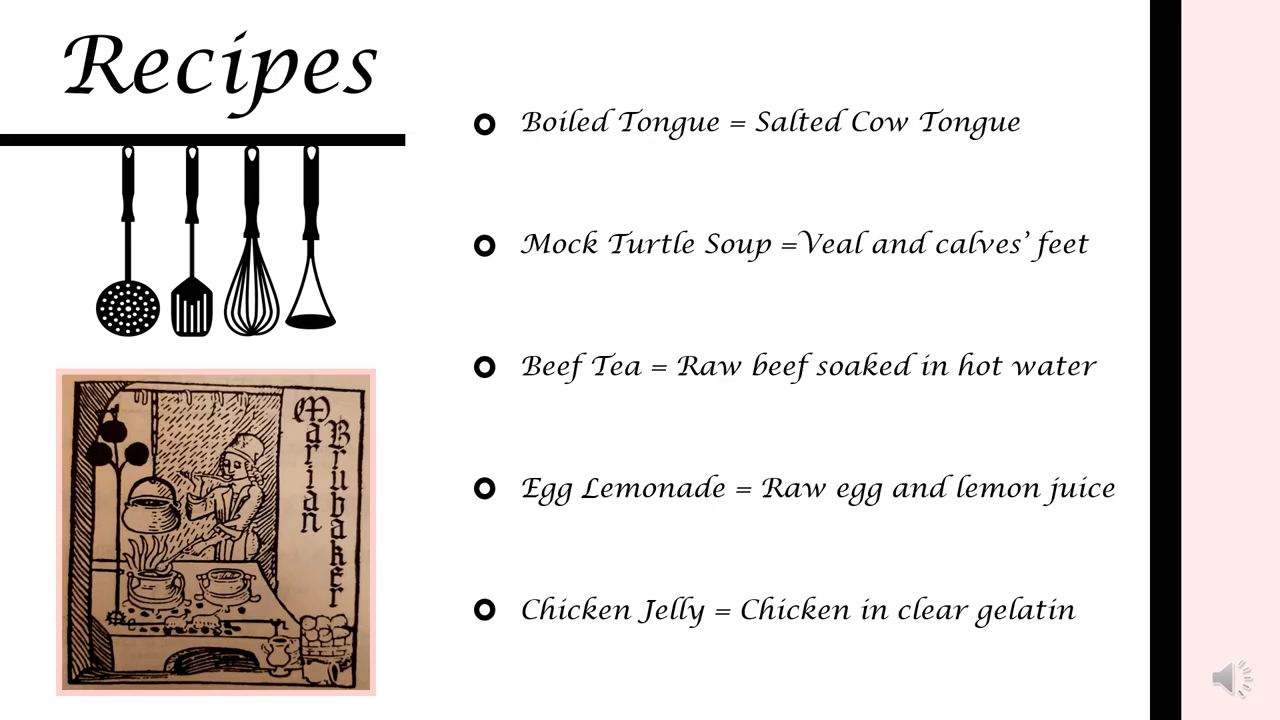 Recipes
Boiled Tongue = Salted Cow Tongue
Mock Turtle Soup =Veal and calves’ feet
Beef Tea = Raw beef soaked in hot water
Egg Lemonade = Raw egg and lemon juice
Chicken Jelly = Chicken in clear gelatin
Marian
Brubaker